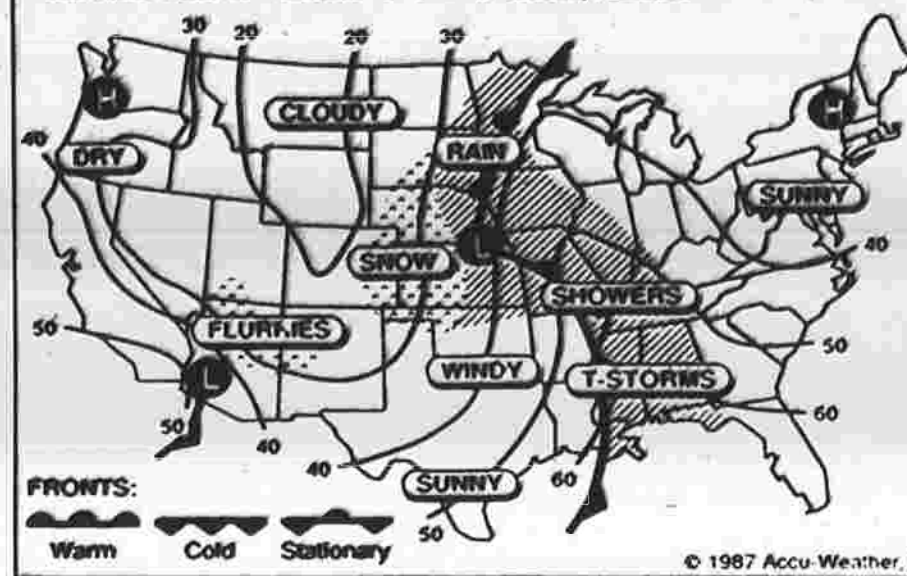 30 20 20 30
H CLOUDY H
40 DRY RAIN
SUNNY
L
SNOW 40
SHOWERS
50 FLURRIES
50
L WINDY T-STORMS
50 40 60
40 60
FRONTS: SUNNY
50
Warm Cold Stationary
© 1987 Accu-Weather,